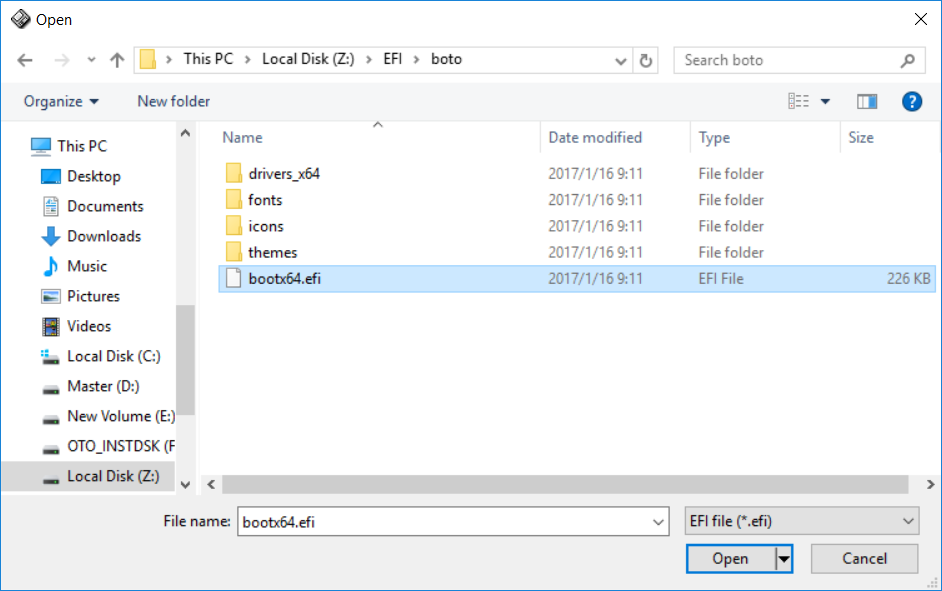 Open
This PC > Local Disk (Z:) > EFI > boto
Search boto
Organize
New folder
Name
Date modified
Type
Size
This PC
Desktop
Documents
Downloads
Music
Pictures
Videos
Local Disk (C:)
Master (D:)
New Volume (E:)
OTO_INSTDSK (F
Local Disk (Z:)
drivers_x64 2017/1/16 9:11 File folder
fonts 2017/1/16 9:11 File folder
icons 2017/1/16 9:11 File folder
themes 2017/1/16 9:11 File folder
bootx64.efi 2017/1/16 9:11 EFI File 226 KB
File name: bootx64.efi
EFI file (*.efi)
Open
Cancel